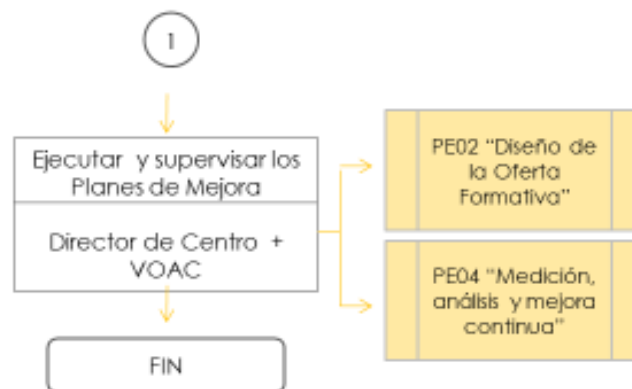 1
Ejecutar y supervisar los
Planes de Mejora
Director de Centro +
VOAC
PE02 "Diseño de
la Oferta
Formativa"
PE04 "Medición,
análisis y mejora
continua"
FIN